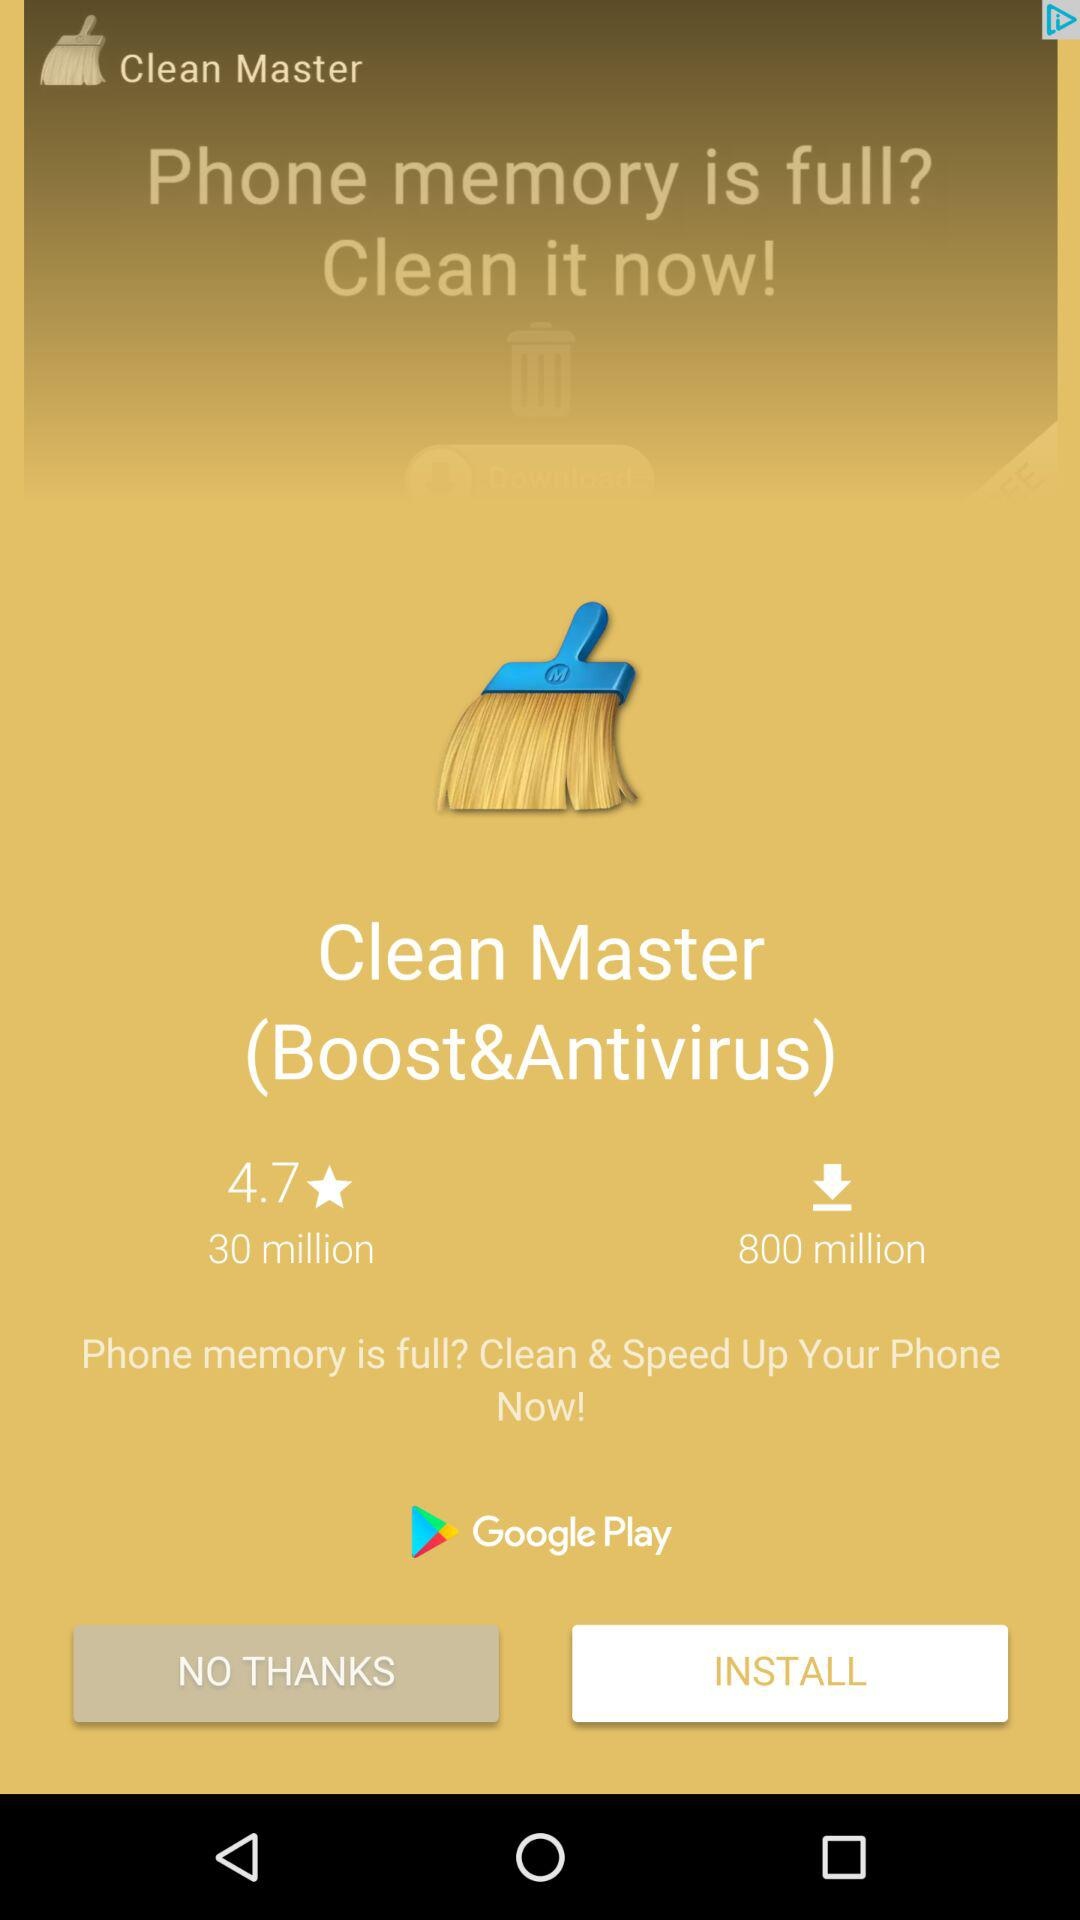 Clean Master
Phone memory is full?
Clean it now!
Download
M
Clean Master
(Boost&Antivirus)
4.7
30 million
800 million
Phone memory is full? Clean & Speed Up Your Phone
Now!
Google Play
NO THANKS
INSTALL